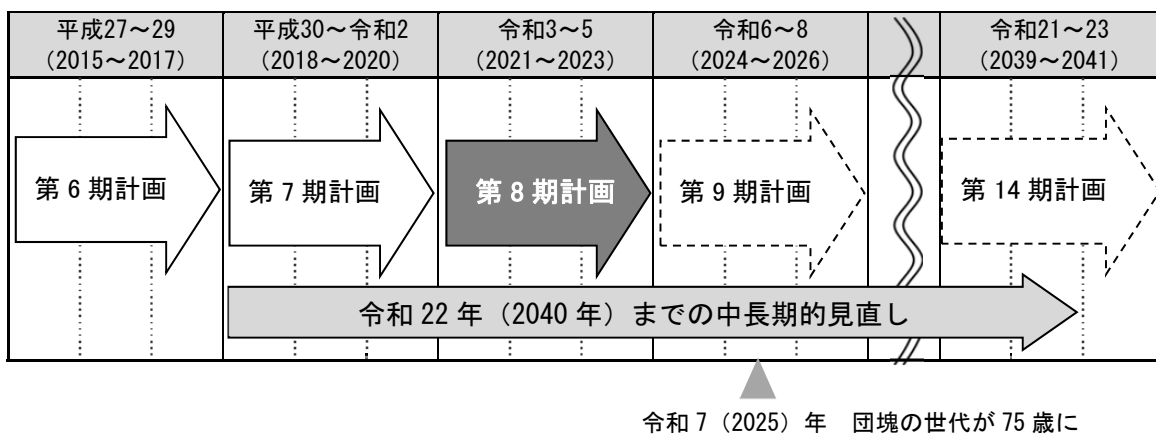 平成27～29
（2015～2017）
平成30～令和2
（2018～2020）
令和3～5
（2021～2023）
令和6～8
（2024～2026）
令和21～23
（2039～2041）
第６期計画
第７期計画
第８期計画
第９期計画
第 14 期計画
令和 22 年（2040 年）までの中長期的見直し
令和 7（2025）年　団塊の世代が 75 歳に